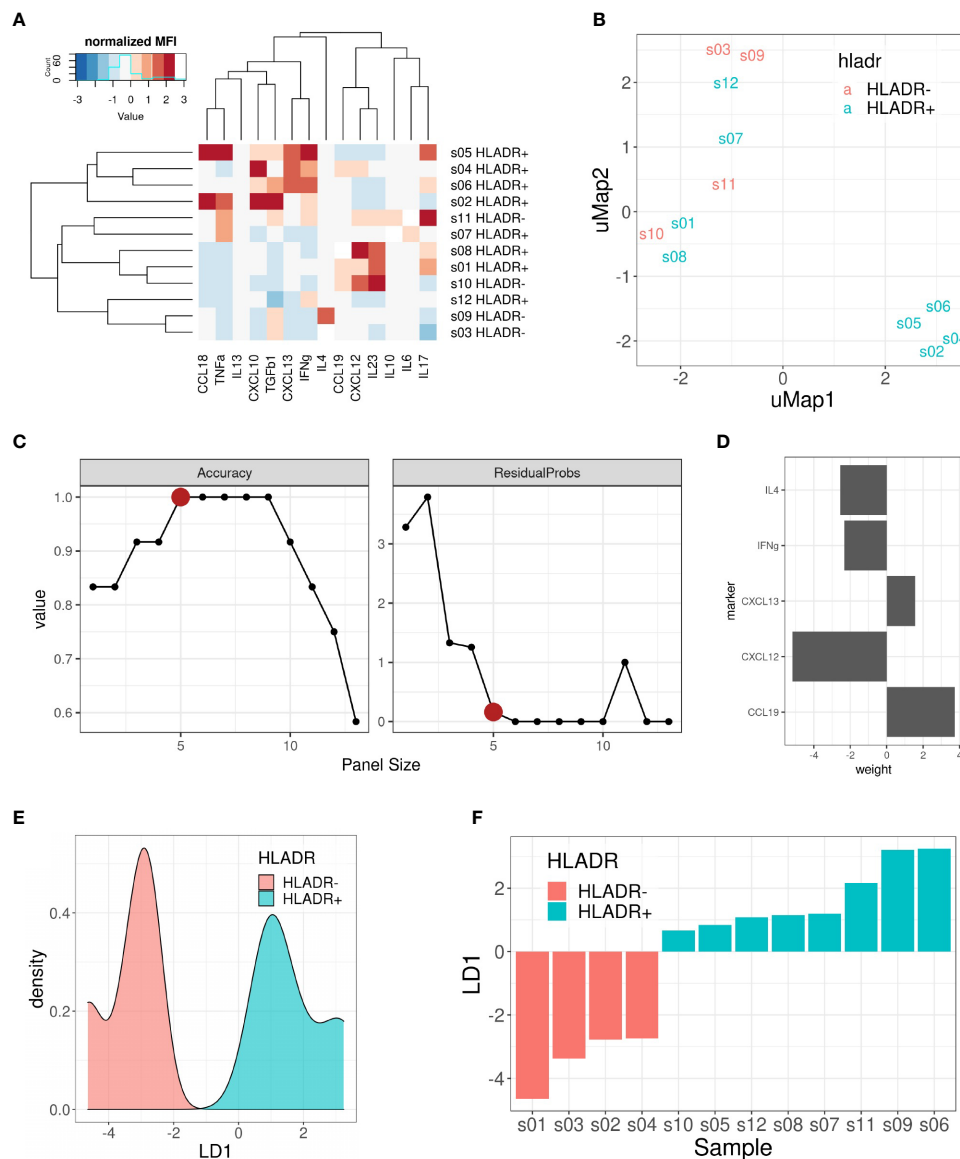 A
normalized MFI
Count
0 60
-3 -2 -1 0 1 2 3
Value
s05 HLADR+
s04 HLADR+
s06 HLADR+
s02 HLADR+
s11 HLADR-
s07 HLADR+
s08 HLADR+
s01 HLADR+
s10 HLADR-
s12 HLADR+
s09 HLADR-
s03 HLADR-
CCL18
TNFa
IL13
CXCL10
TGFb1
CXCL13
IFNg
IL4
CCL19
CXCL12
IL23
IL10
IL6
IL17
B
uMap2
2
1
0
-1
-2
s03
s09
s12
s07
s11
s01
s10
s08
s06
s05
s04
s02
hladr
a HLADR-
a HLADR+
-2 0 2
uMap1
C
Accuracy
ResidualProbs
value
1.0
0.9
0.8
0.7
0.6
3
2
1
0
5 10
5 10
Panel Size
D
marker
IL4
IFNg
CXCL13
CXCL12
CCL19
-4 -2 0 2 4
weight
E
density
0.4
0.2
0.0
HLADR
HLADR-
HLADR+
-4 -2 0 2
LD1
F
LD1
2
0
-2
-4
HLADR
HLADR-
HLADR+
s01 s03 s02 s04 s10 s05 s12 s08 s07 s11 s09 s06
Sample